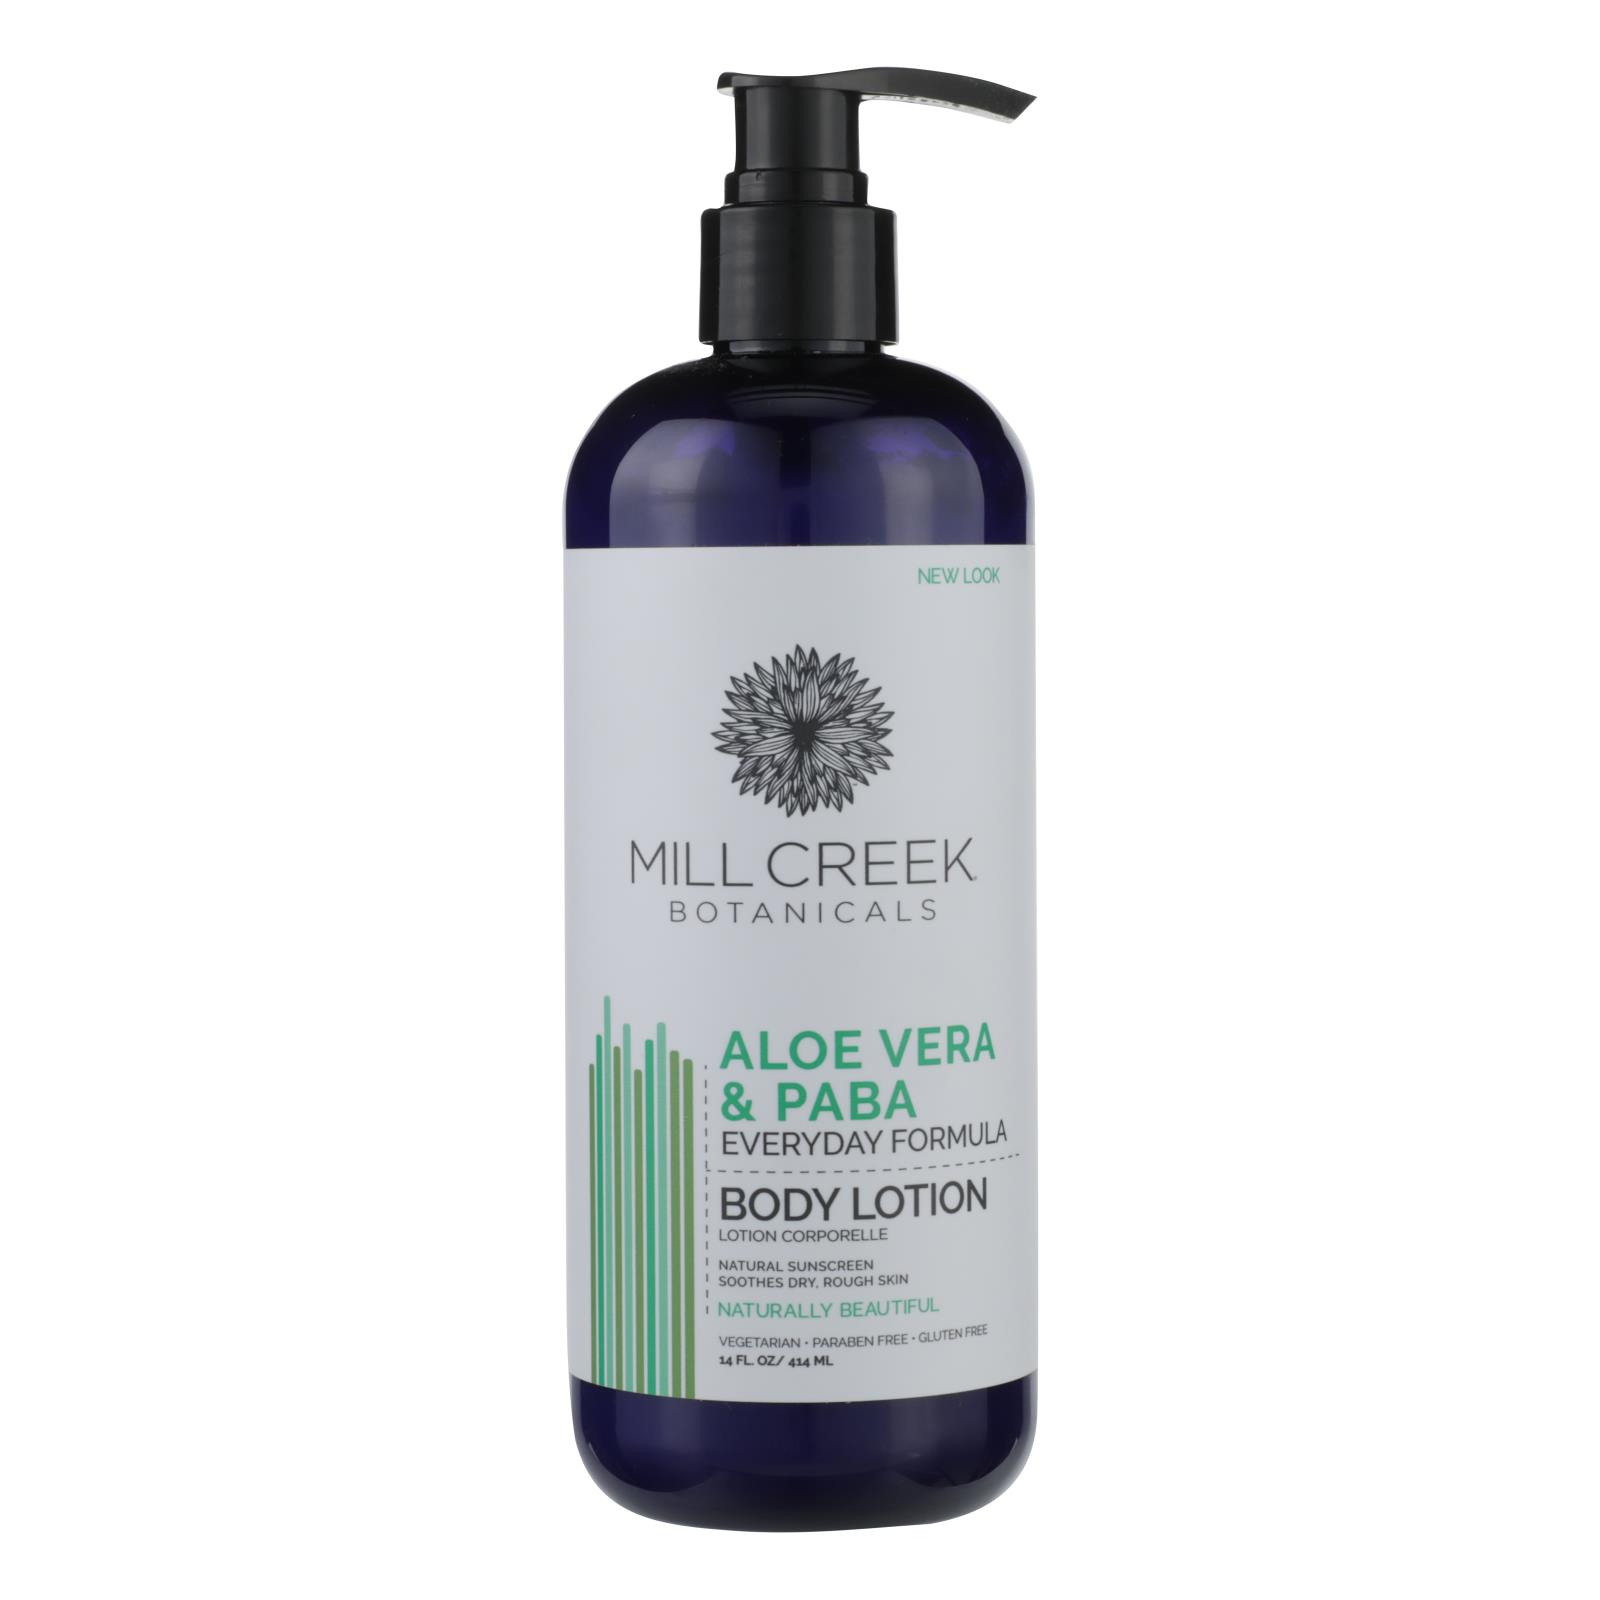 NEW LOOK
MILL CREEK
BOTANICALS
ALOE VERA
& PABA
EVERYDAY FORMULA
BODY LOTION
LOTION CORPORELLE
NATURAL SUNSCREEN
SOOTHES DRY, ROUGH SKIN
NATURALLY BEAUTIFUL
VEGETARIAN • PARABEN FREE • GLUTEN FREE
14 FL. OZ/ 414 ML